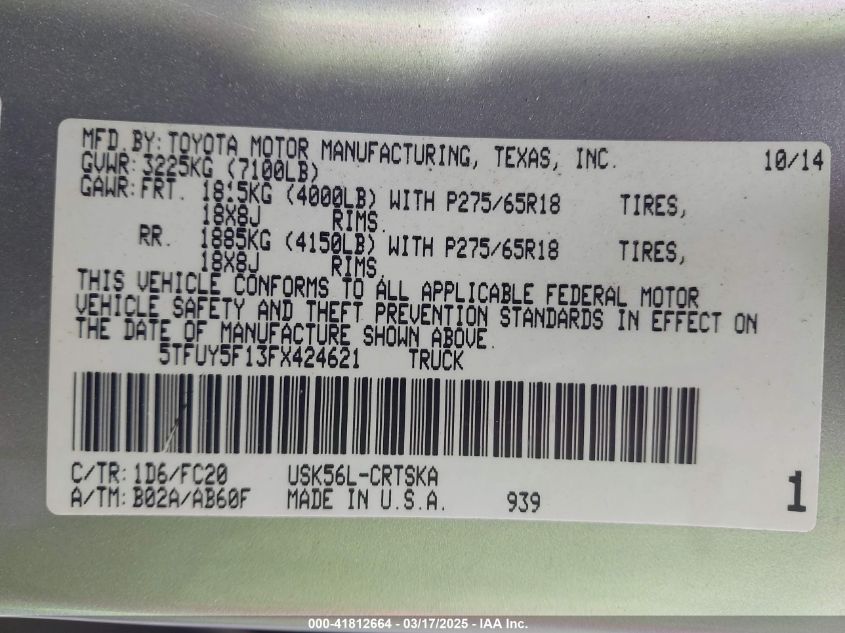 MFD. BY: TOYOTA MOTOR MANUFACTURING, TEXAS, INC. 10/14
GVWR: 3225KG (7100LB)
GAWR: FRT. 1815KG (4000LB) WITH P275/65R18 TIRES,
18X8J RIMS.
RR. 1885KG (4150LB) WITH P275/65R18 TIRES,
18X8J RIMS.
THIS VEHICLE CONFORMS TO ALL APPLICABLE FEDERAL MOTOR
VEHICLE SAFETY AND THEFT PREVENTION STANDARDS IN EFFECT ON
THE DATE OF MANUFACTURE SHOWN ABOVE.
5TFUY5F13FX424621 TRUCK
C/TR: 1D6/FC20 USK56L-CRTSKA
A/TM: B02A/AB60F MADE IN U.S.A. 939 1
000-41812664 - 03/17/2025 - IAA Inc.